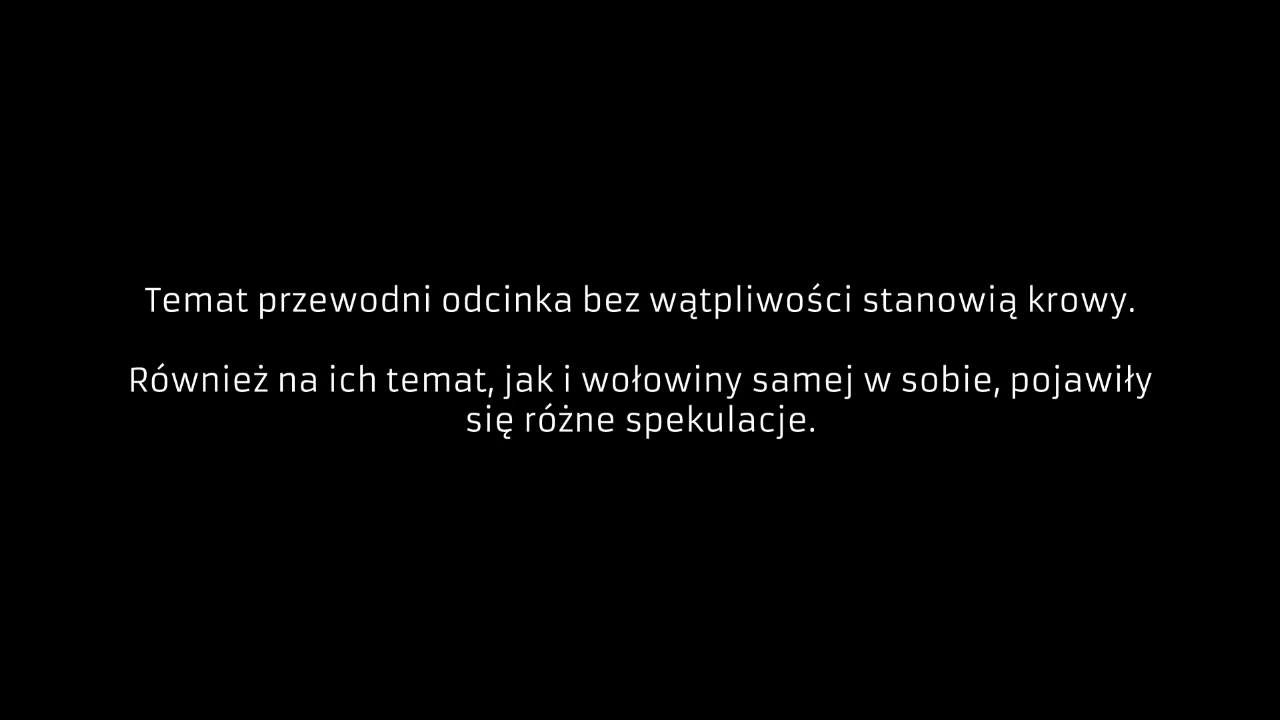 Temat przewodni odcinka bez wątpliwości stanowią krowy.
Również na ich temat, jak i wołowiny samej w sobie, pojawiły
się różne spekulacje.